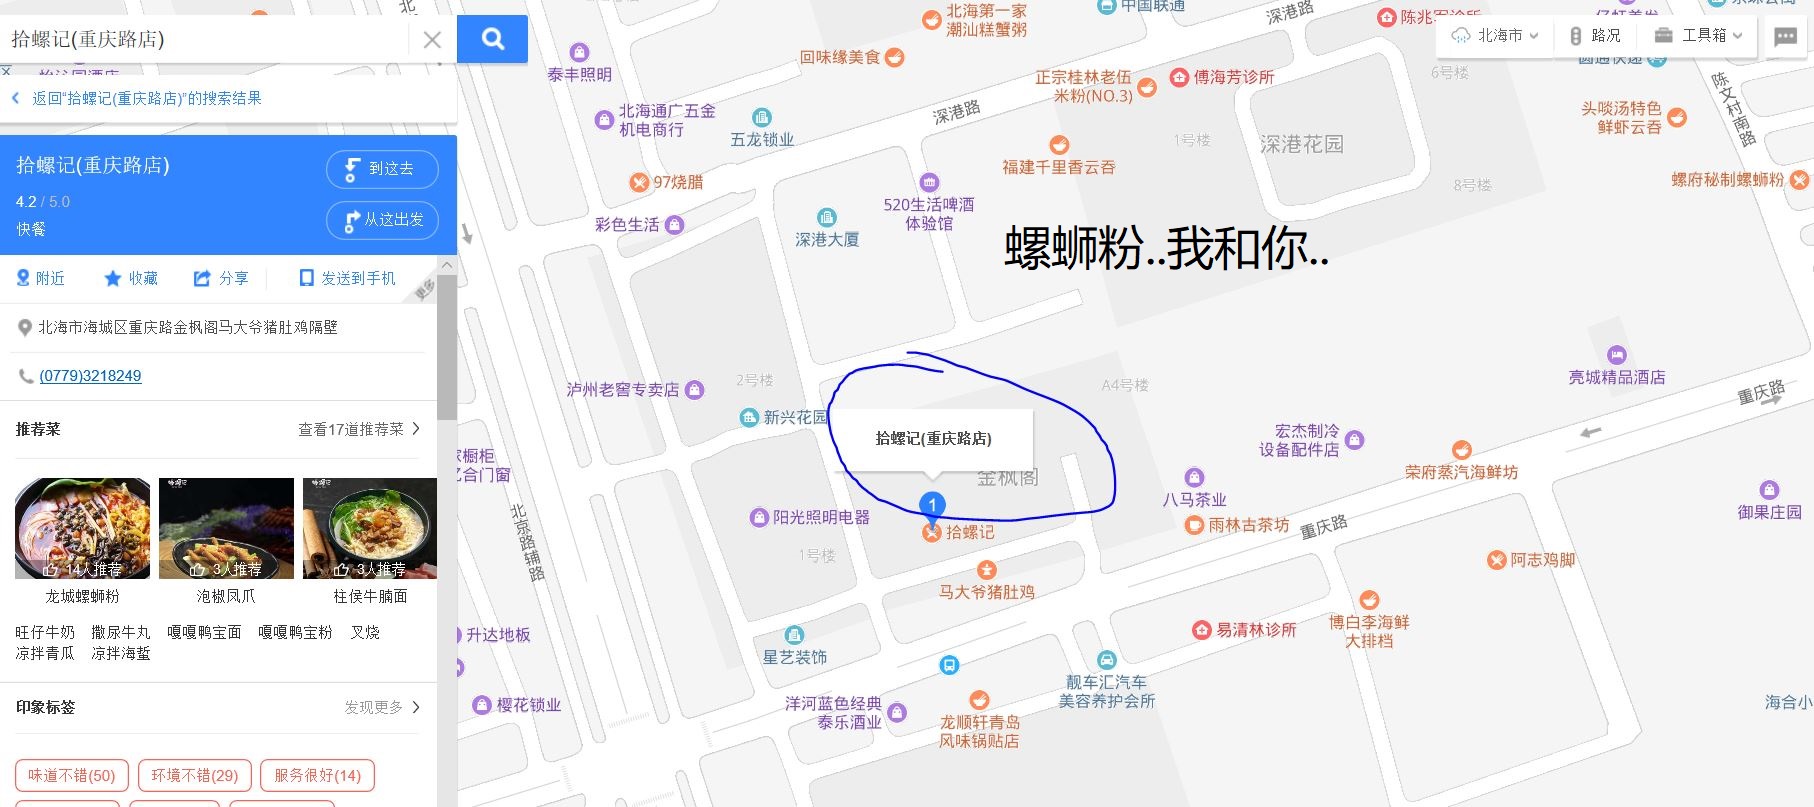 拾螺记(重庆路店)
返回“拾螺记(重庆路店)”的搜索结果
拾螺记(重庆路店)
到这去
4.2 / 5.0
从这出发
快餐
附近
收藏
分享
发送到手机
更多
北海市海城区重庆路金枫阁马大爷猪肚鸡隔壁
(0779)3218249
推荐菜
查看17道推荐菜
14人推荐
3人推荐
3人推荐
龙城螺蛳粉
泡椒凤爪
柱侯牛腩面
旺仔牛奶 撒尿牛丸 嘎嘎鸭宝面 嘎嘎鸭宝粉 叉烧
凉拌青瓜 凉拌海蜇
印象标签
发现更多
味道不错(50)
环境不错(29)
服务很好(14)
北海市
路况
工具箱
北海第一家
潮汕糕蟹粥
中国联通
深港路
回味缘美食
泰丰照明
正宗桂林老伍
米粉(NO.3)
傅海芳诊所
6号楼
圆通快递
陈文村南路
北海通广五金
机电商行
五龙锁业
深港路
头啖汤特色
鲜虾云吞
1号楼
深港花园
福建千里香云吞
97烧腊
8号楼
螺府秘制螺蛳粉
520生活啤酒
体验馆
彩色生活
深港大厦
螺蛳粉..我和你..
2号楼
泸州老窖专卖店
A4号楼
亮城精品酒店
重庆路
新兴花园
拾螺记(重庆路店)
宏杰制冷
设备配件店
金枫阁
荣府蒸汽海鲜坊
八马茶业
1
御果庄园
阳光照明电器
拾螺记
雨林古茶坊
重庆路
北京路辅路
1号楼
阿志鸡脚
马大爷猪肚鸡
博白李海鲜
大排档
升达地板
易清林诊所
星艺装饰
靓车汇汽车
美容养护会所
樱花锁业
洋河蓝色经典
泰乐酒业
龙顺轩青岛
风味锅贴店